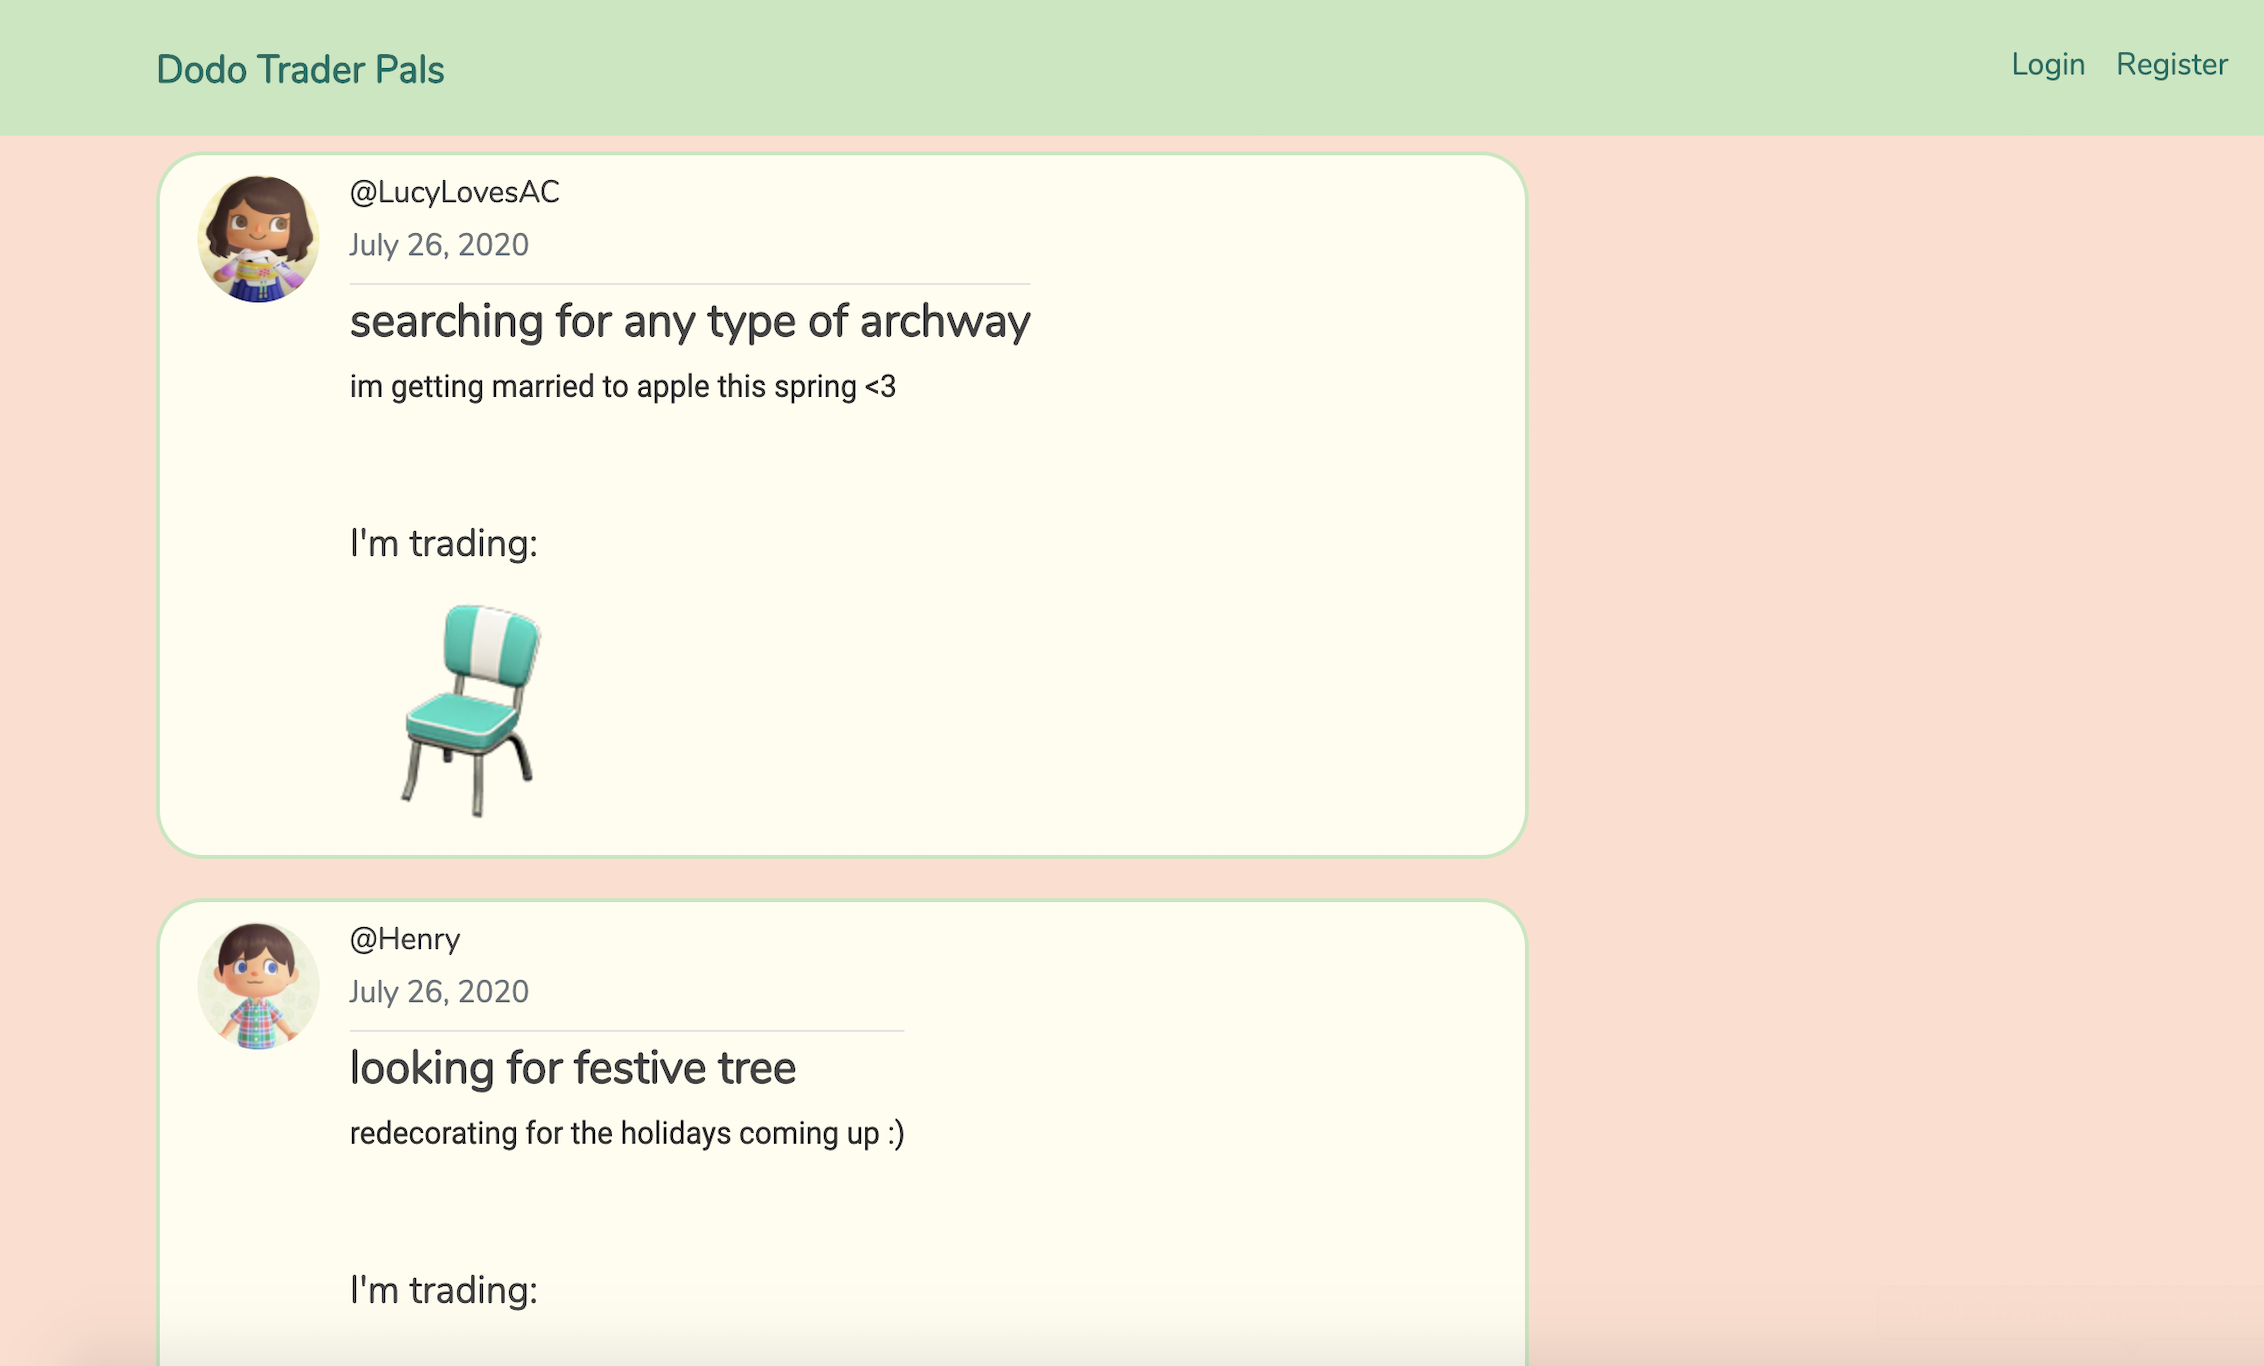 Dodo Trader Pals
Login Register
@LucyLovesAC
July 26, 2020
searching for any type of archway
im getting married to apple this spring <3
I'm trading:
@Henry
July 26, 2020
looking for festive tree
redecorating for the holidays coming up :)
I'm trading: